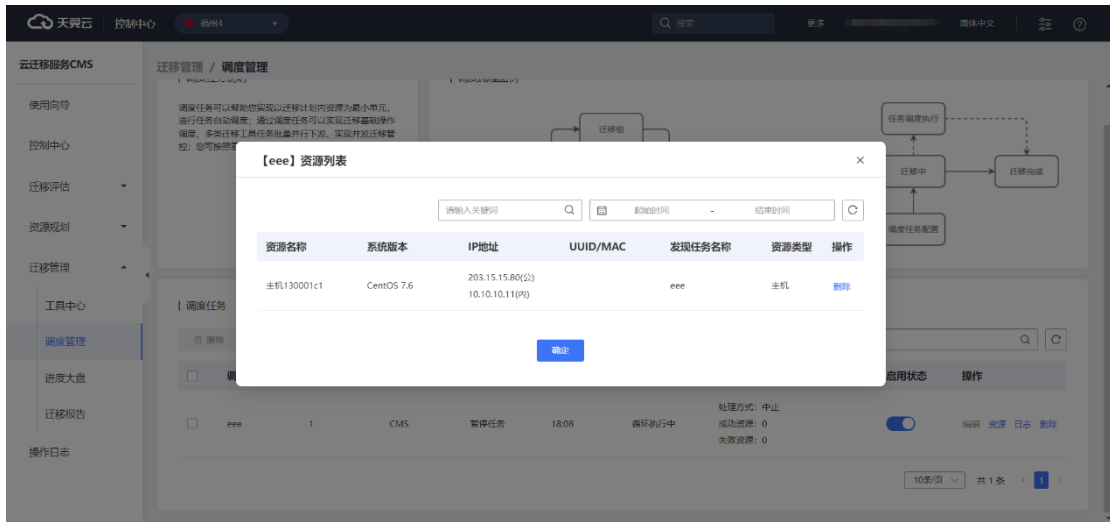 天翼云
控制中心
福州4
搜索
更多
简体中文
云迁移服务CMS
使用向导
控制中心
迁移评估
资源规划
迁移管理
工具中心
调度管理
进度大盘
迁移报告
操作日志
迁移管理 / 调度管理
调度任务可以帮助您实现以迁移计划内资源为最小单元,
进行任务自动调度; 通过调度任务可以实现迁移基础操作
调度、多类迁移工具任务批量并行下发、实现并发迁移管
控; 您可按照
迁移组
任务调度执行
迁移中
迁移完成
调度任务配置
【eee】资源列表
请输入关键词
起始时间 - 结束时间
资源名称 系统版本 IP地址 UUID/MAC 发现任务名称 资源类型 操作
主机130001c1 CentOS 7.6 203.15.15.80(公) eee 主机 删除
10.10.10.11(内)
确定
调度任务
删除
启用状态 操作
处理方式: 中止
eee 1 CMS 暂停任务 18:08 循环执行中 成功资源: 0 编辑 资源 日志 删除
失败资源: 0
10条/页 共 1 条 1